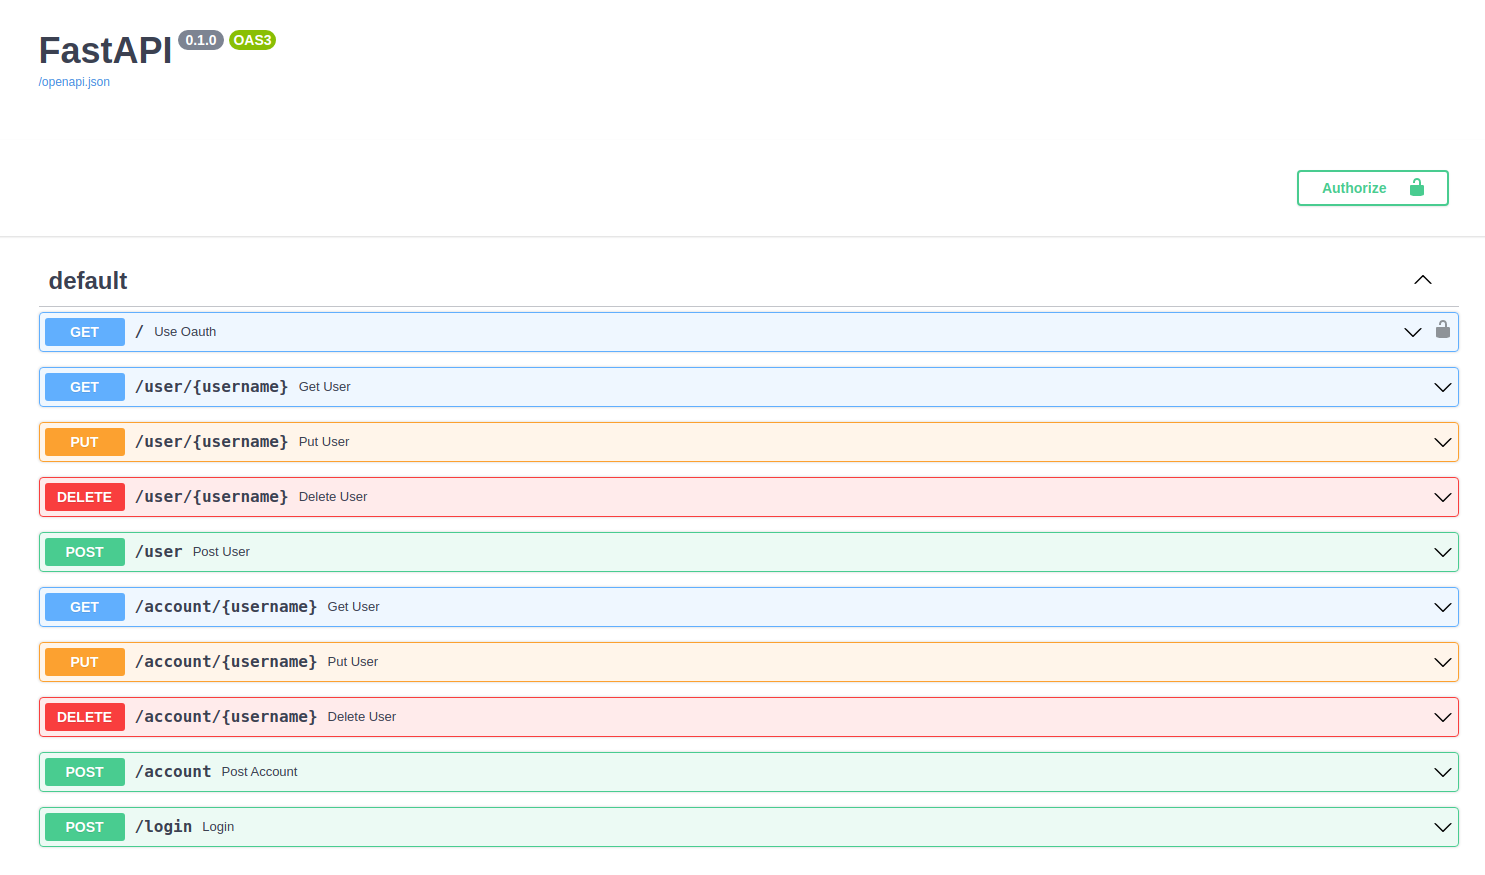 FastAPI 0.1.0 OAS3
/openapi.json
Authorize
default
GET / Use Oauth
GET /user/{username} Get User
PUT /user/{username} Put User
DELETE /user/{username} Delete User
POST /user Post User
GET /account/{username} Get User
PUT /account/{username} Put User
DELETE /account/{username} Delete User
POST /account Post Account
POST /login Login